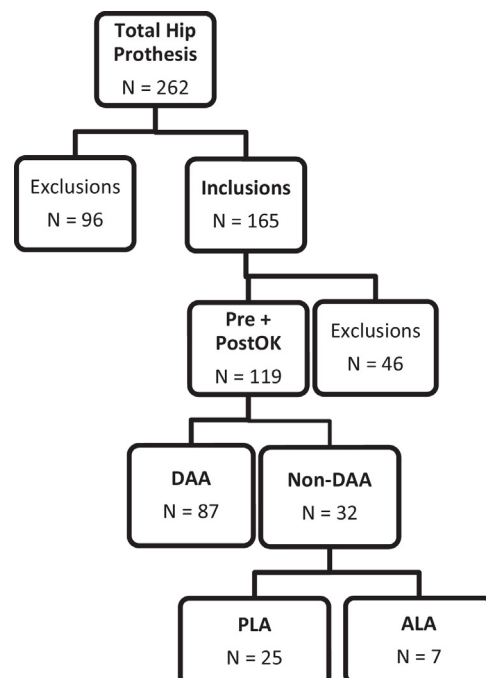 Total Hip
Prothesis
N = 262
Exclusions
N = 96
Inclusions
N = 165
Pre +
PostOK
N = 119
Exclusions
N = 46
DAA
N = 87
Non-DAA
N = 32
PLA
N = 25
ALA
N = 7